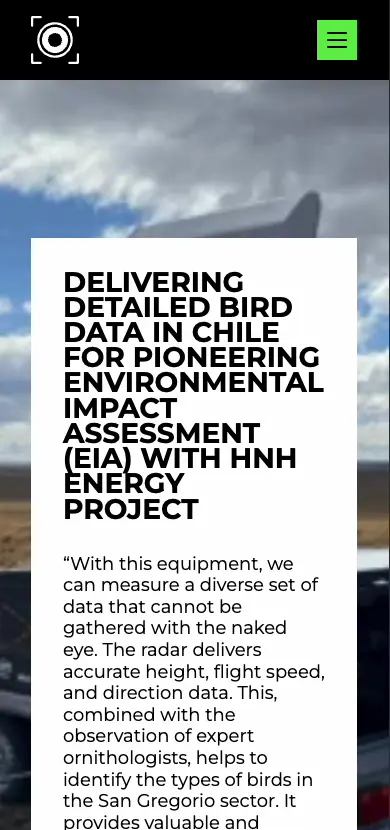 DELIVERING
DETAILED BIRD
DATA IN CHILE
FOR PIONEERING
ENVIRONMENTAL
IMPACT
ASSESSMENT
(EIA) WITH HNH
ENERGY
PROJECT
“With this equipment, we
can measure a diverse set of
data that cannot be
gathered with the naked
eye. The radar delivers
accurate height, flight speed,
and direction data. This,
combined with the
observation of expert
ornithologists, helps to
identify the types of birds in
the San Gregorio sector. It
provides valuable and